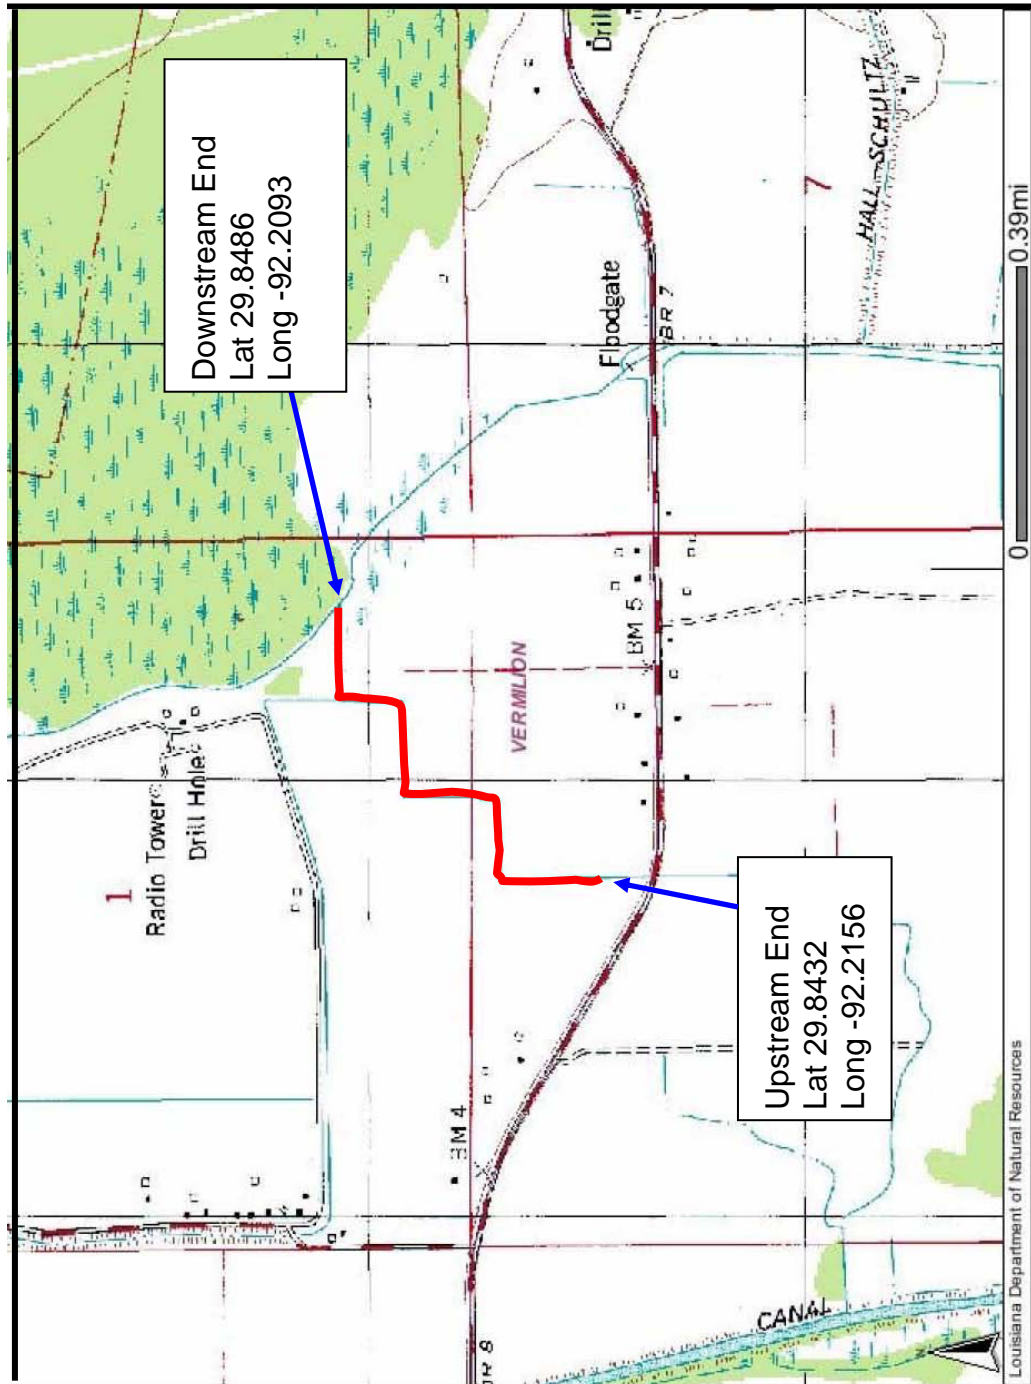 Downstream End
Lat 29.8486
Long -92.2093
Drill
HALL SCHULTZ
7
Floodgate
BR 7
1
Radio Tower
Drill Hole
VERMILION
BM 5
BM 4
Upstream End
Lat 29.8432
Long -92.2156
CANAL
N
0
0.39mi
Louisiana Department of Natural Resources